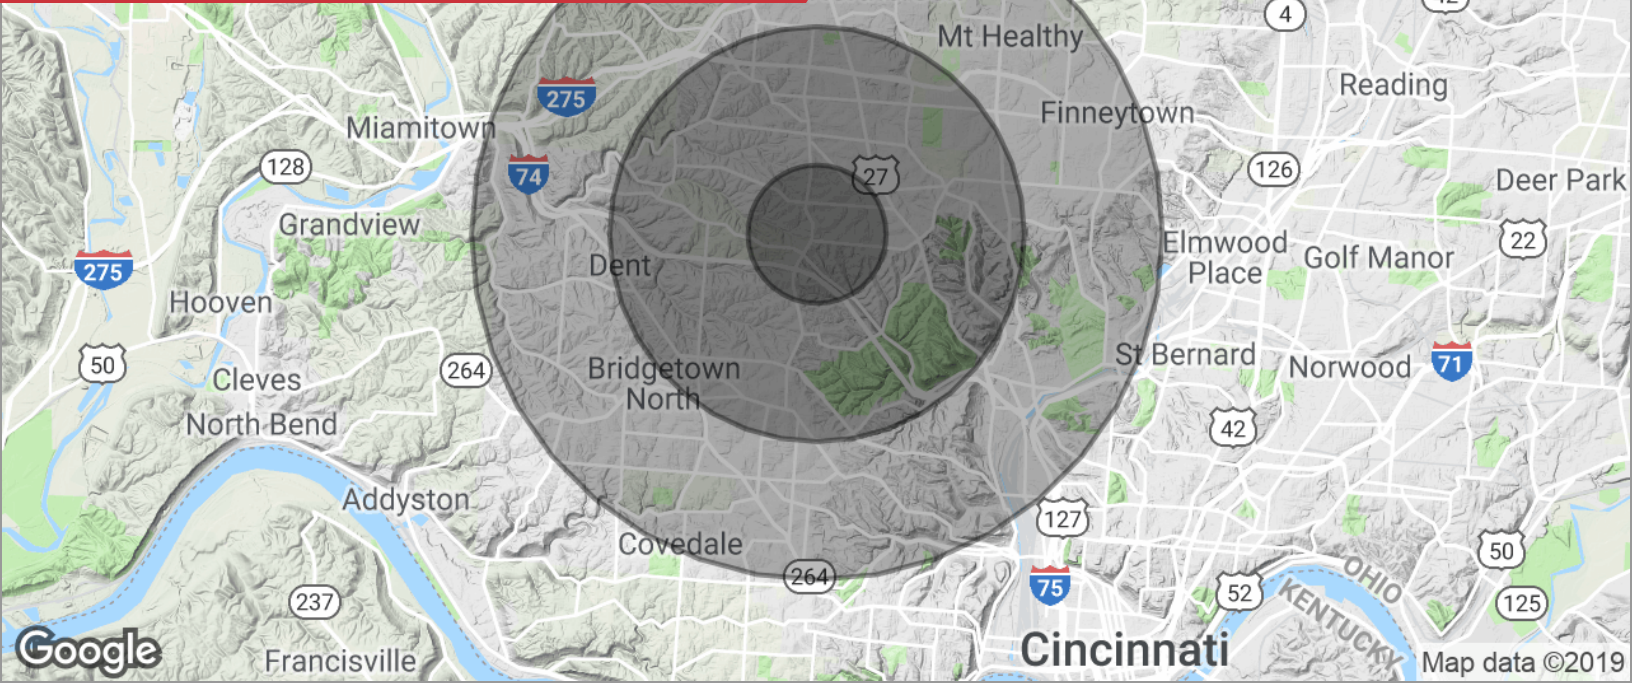 4
Mt Healthy
Reading
275
Finneytown
Miamitown
128
74
27
126
Deer Park
Grandview
22
Elmwood
Place
Golf Manor
275
Dent
Hooven
50
264
Bridgetown
North
St Bernard
Norwood
71
Cleves
North Bend
42
Addyston
127
Covedale
264
50
75
52
OHIO
KENTUCKY
237
125
Google
Francisville
Cincinnati
Map data ©2019